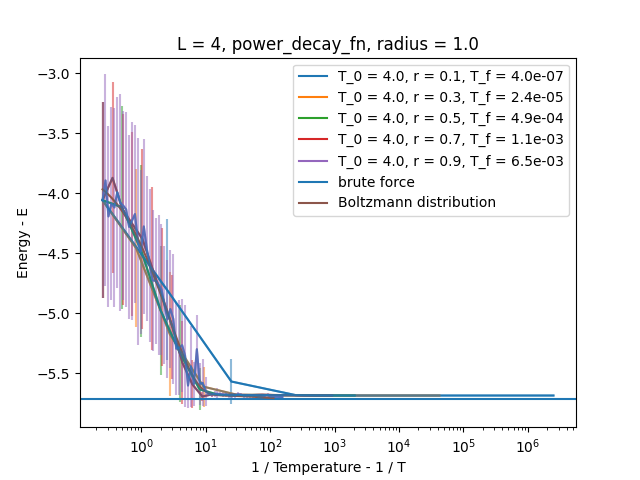 L = 4, power_decay_fn, radius = 1.0
T_0 = 4.0, r = 0.1, T_f = 4.0e-07
T_0 = 4.0, r = 0.3, T_f = 2.4e-05
T_0 = 4.0, r = 0.5, T_f = 4.9e-04
T_0 = 4.0, r = 0.7, T_f = 1.1e-03
T_0 = 4.0, r = 0.9, T_f = 6.5e-03
brute force
Boltzmann distribution
Energy - E
−3.0
−3.5
−4.0
−4.5
−5.0
−5.5
10⁰ 10¹ 10² 10³ 10⁴ 10⁵ 10⁶
1 / Temperature - 1 / T